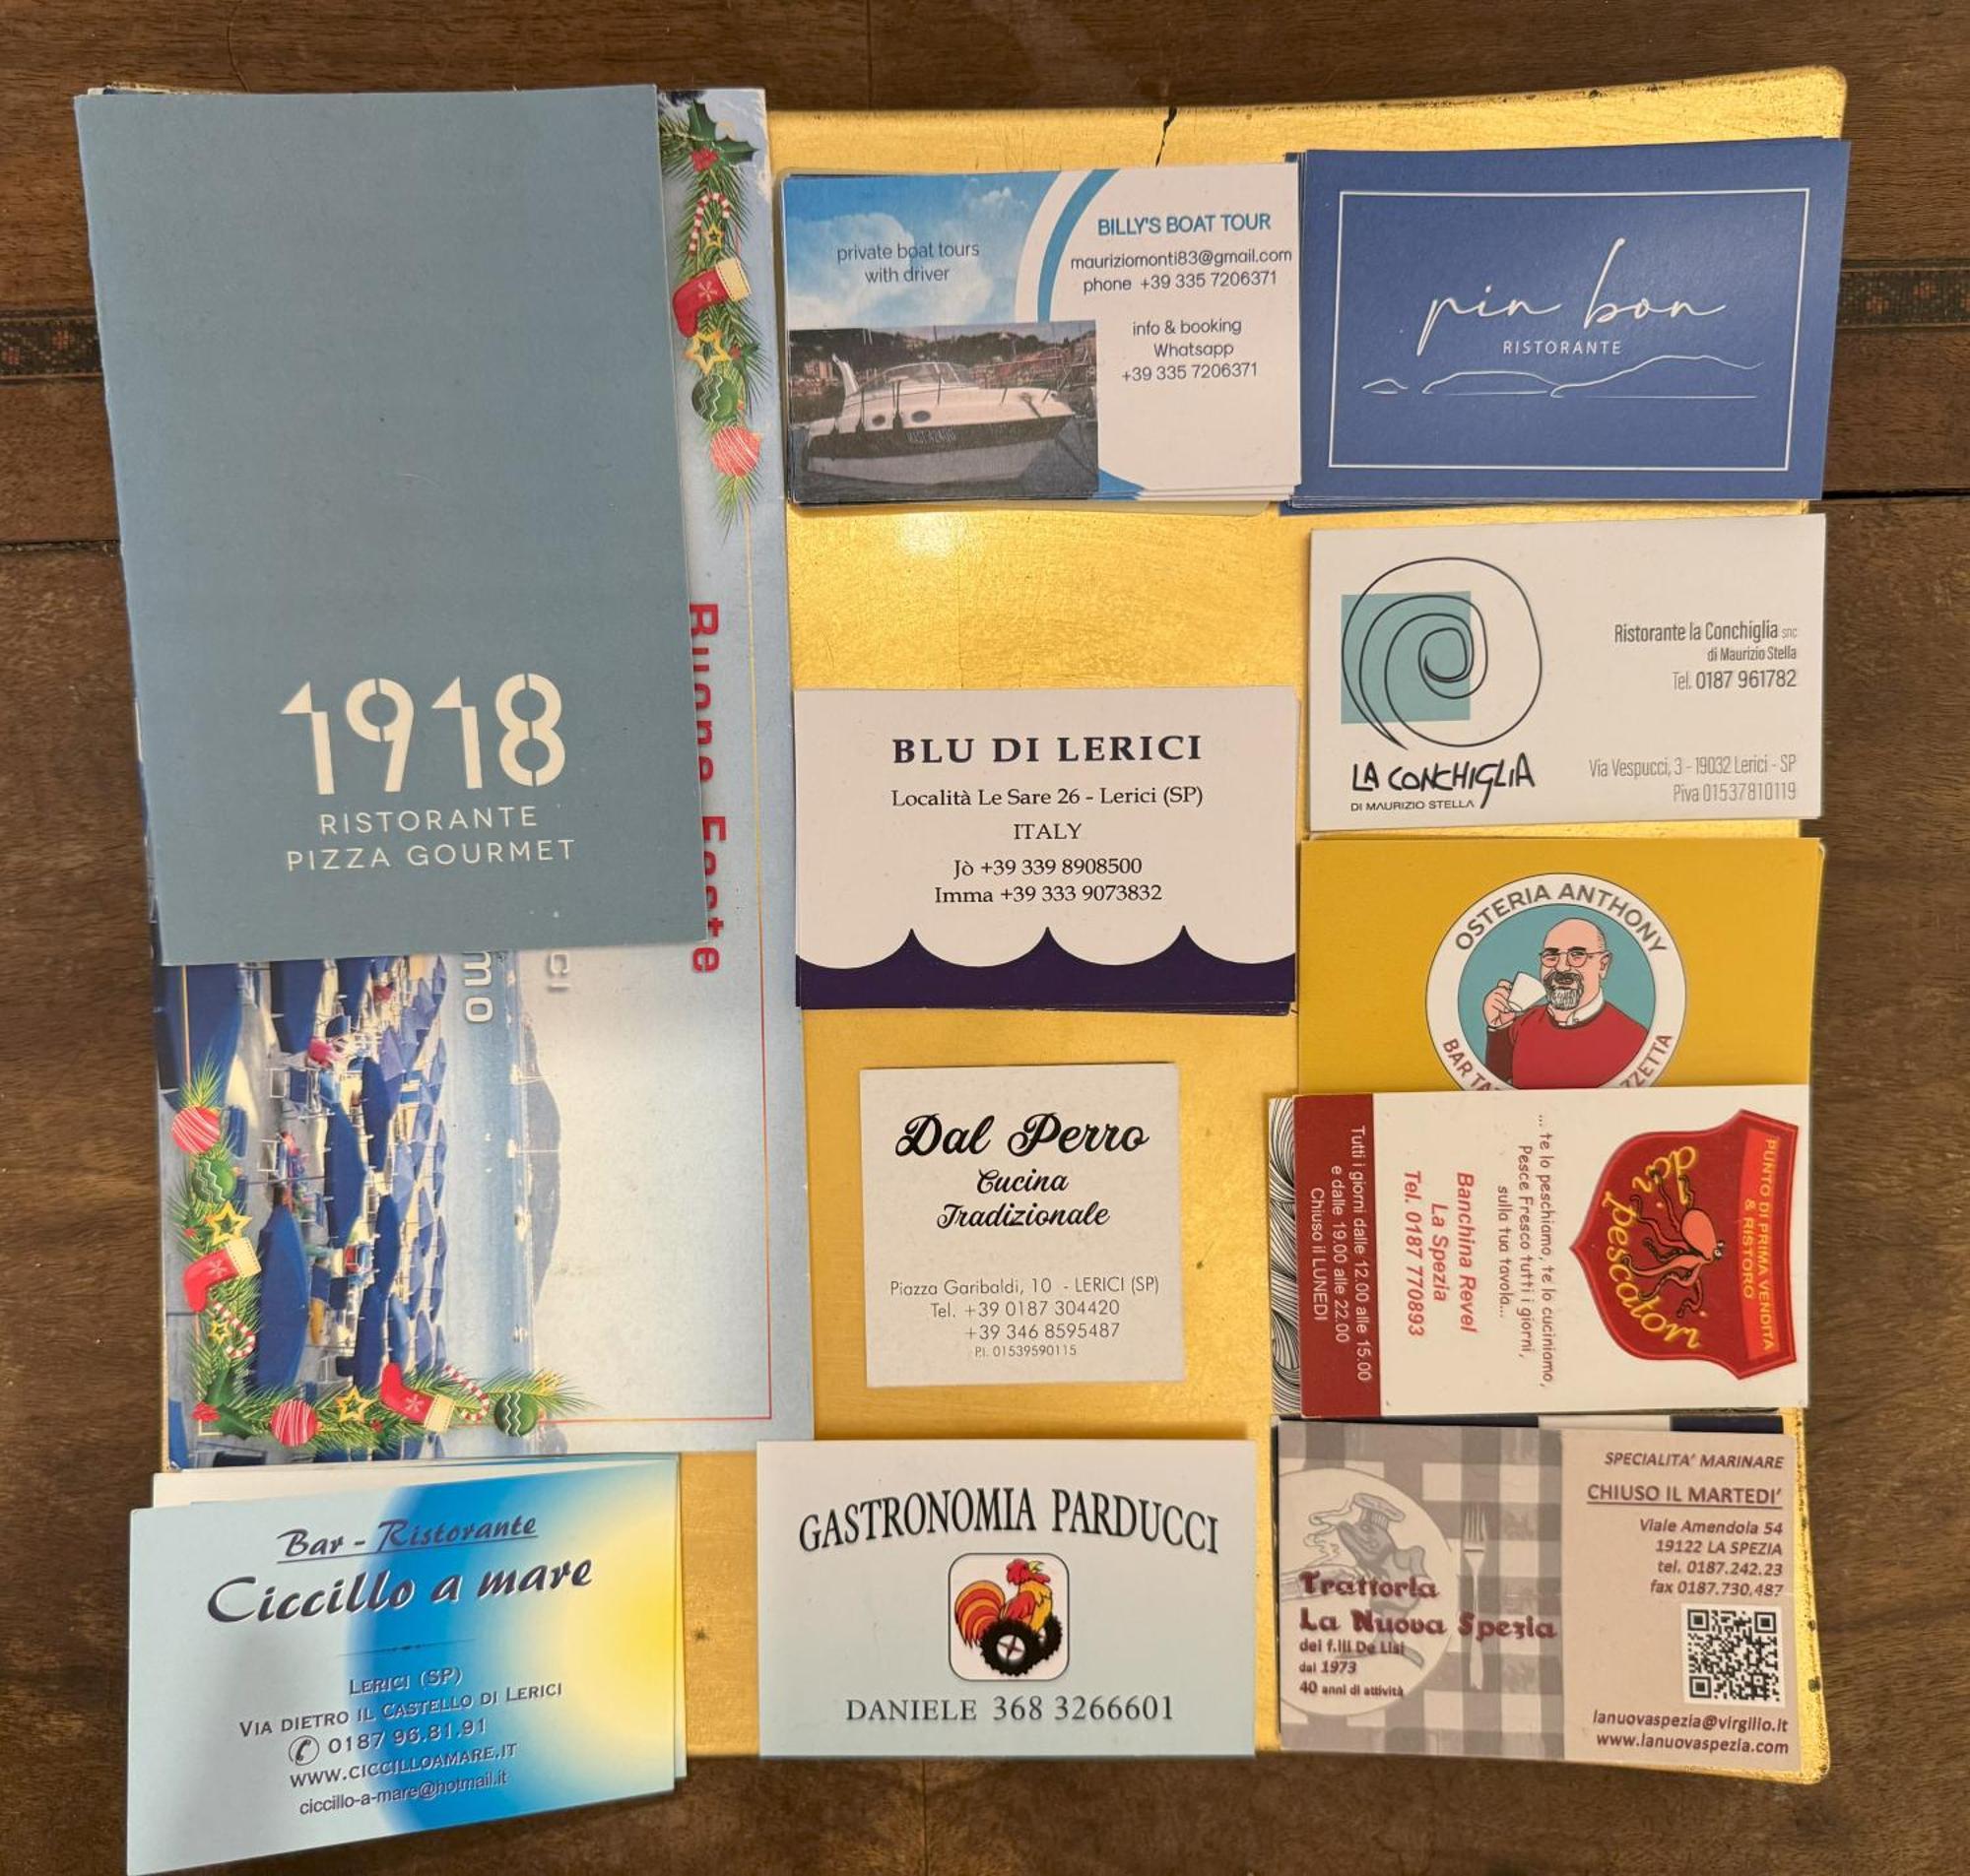 1918
RISTORANTE
PIZZA GOURMET
mo
ci
private boat tours
with driver
BILLY'S BOAT TOUR
mauriziomonti83@gmail.com
phone +39 335 7206371
info & booking
Whatsapp
+39 335 7206371
pin bon
RISTORANTE
LA CONCHIGLIA
DI MAURIZIO STELLA
Ristorante la Conchiglia snc
di Maurizio Stella
Tel. 0187 961782
Via Vespucci, 3 - 19032 Lerici - SP
Piva 01537810119
BLU DI LERICI
Località Le Sare 26 - Lerici (SP)
ITALY
Jò +39 339 8908500
Imma +39 333 9073832
OSTERIA ANTHONY
BAR TA
ZZETTA
Dal Perro
Cucina
Tradizionale
Piazza Garibaldi, 10 - LERICI (SP)
Tel. +39 0187 304420
+39 346 8595487
P.I. 01539590115
PUNTO DI PRIMA VENDITA
& RISTORO
dai pescatori
... te lo peschiamo, te lo cuciniamo,
Pesce Fresco tutti i giorni,
sulla tua tavola...
Banchina Revel
La Spezia
Tel. 0187 770893
Tutti i giorni dalle 12.00 alle 15.00
e dalle 19.00 alle 22.00
Chiuso il LUNEDI
Bar - Ristorante
Ciccillo a mare
LERICI (SP)
VIA DIETRO IL CASTELLO DI LERICI
0187 96.81.91
WWW.CICCILLOAMARE.IT
ciccillo-a-mare@hotmail.it
GASTRONOMIA PARDUCCI
DANIELE 368 3266601
Trattoria
La Nuova Spezia
dei f.lli De Lisi
dal 1973
40 anni di attività
SPECIALITA' MARINARE
CHIUSO IL MARTEDI'
Viale Amendola 54
19122 LA SPEZIA
tel. 0187.242.23
fax 0187.730.487
lanuovaspezia@virgilio.it
www.lanuovaspezia.com